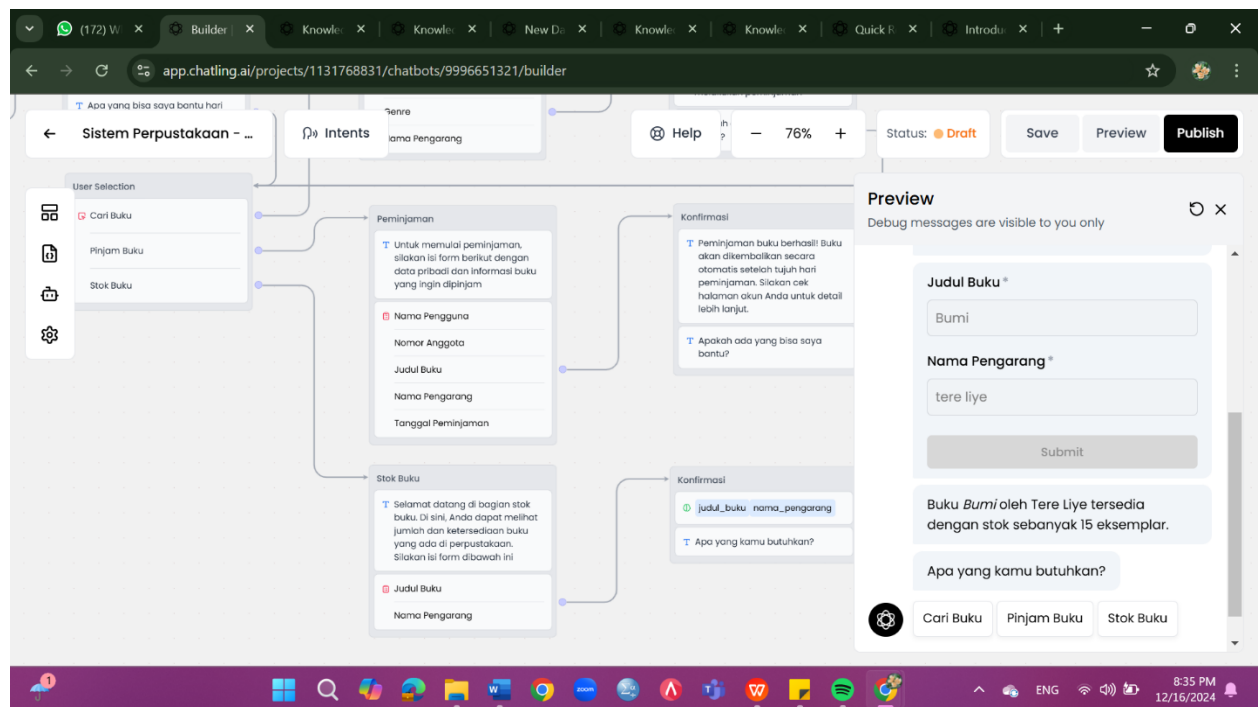 (172) W
Builder
Knowle
Knowle
New Da
Knowle
Knowle
Quick R
Introdu
app.chatling.ai/projects/1131768831/chatbots/9996651321/builder
Apa yang bisa saya bantu hari
Genre
Nama Pengarang
Sistem Perpustakaan - ...
Intents
Help
76%
Status: Draft
Save
Preview
Publish
User Selection
Cari Buku
Pinjam Buku
Stok Buku
Peminjaman
Untuk memulai peminjaman,
silakan isi form berikut dengan
data pribadi dan informasi buku
yang ingin dipinjam
Nama Pengguna
Nomor Anggota
Judul Buku
Nama Pengarang
Tanggal Peminjaman
Konfirmasi
Peminjaman buku berhasil! Buku
akan dikembalikan secara
otomatis setelah tujuh hari
peminjaman. Silakan cek
halaman akun Anda untuk detail
lebih lanjut.
Apakah ada yang bisa saya
bantu?
Stok Buku
Selamat datang di bagian stok
buku. Di sini, Anda dapat melihat
jumlah dan ketersediaan buku
yang ada di perpustakaan.
Silakan isi form dibawah ini
Judul Buku
Nama Pengarang
Konfirmasi
judul_buku nama_pengarang
Apa yang kamu butuhkan?
Preview
Debug messages are visible to you only
Judul Buku *
Bumi
Nama Pengarang *
tere liye
Submit
Buku Bumi oleh Tere Liye tersedia
dengan stok sebanyak 15 eksemplar.
Apa yang kamu butuhkan?
Cari Buku
Pinjam Buku
Stok Buku
1
zoom
ENG
8:35 PM
12/16/2024